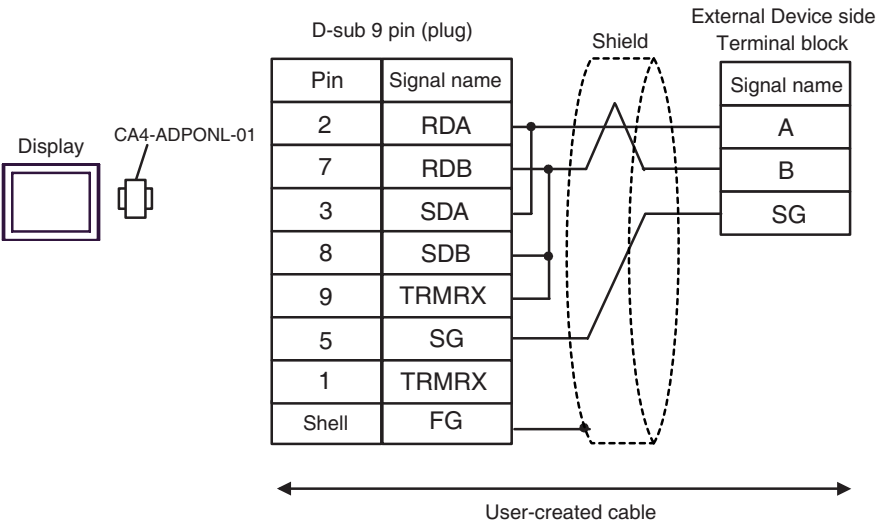 External Device side
D-sub 9 pin (plug)
Shield
Terminal block
Pin Signal name
Signal name
2 RDA
A
CA4-ADPONL-01
Display
7 RDB
B
3 SDA
SG
8 SDB
9 TRMRX
5 SG
1 TRMRX
Shell FG
User-created cable